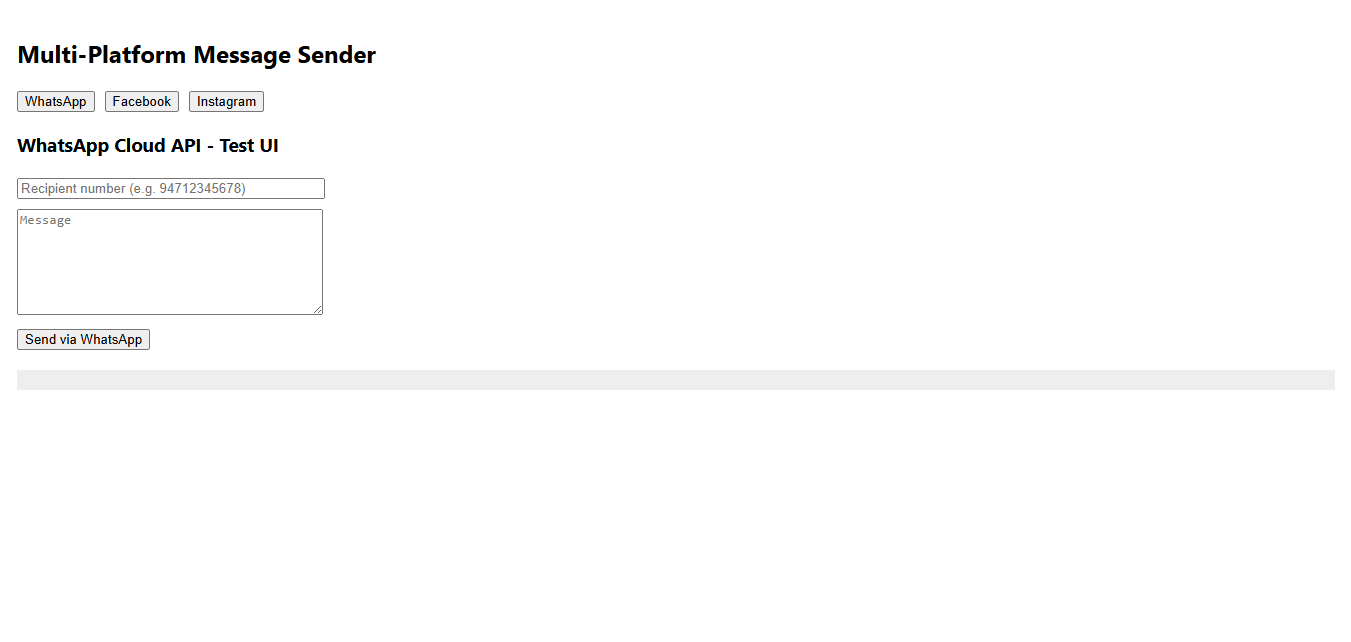 Multi-Platform Message Sender
WhatsApp Facebook Instagram
WhatsApp Cloud API - Test UI
Recipient number (e.g. 94712345678)
Message
Send via WhatsApp